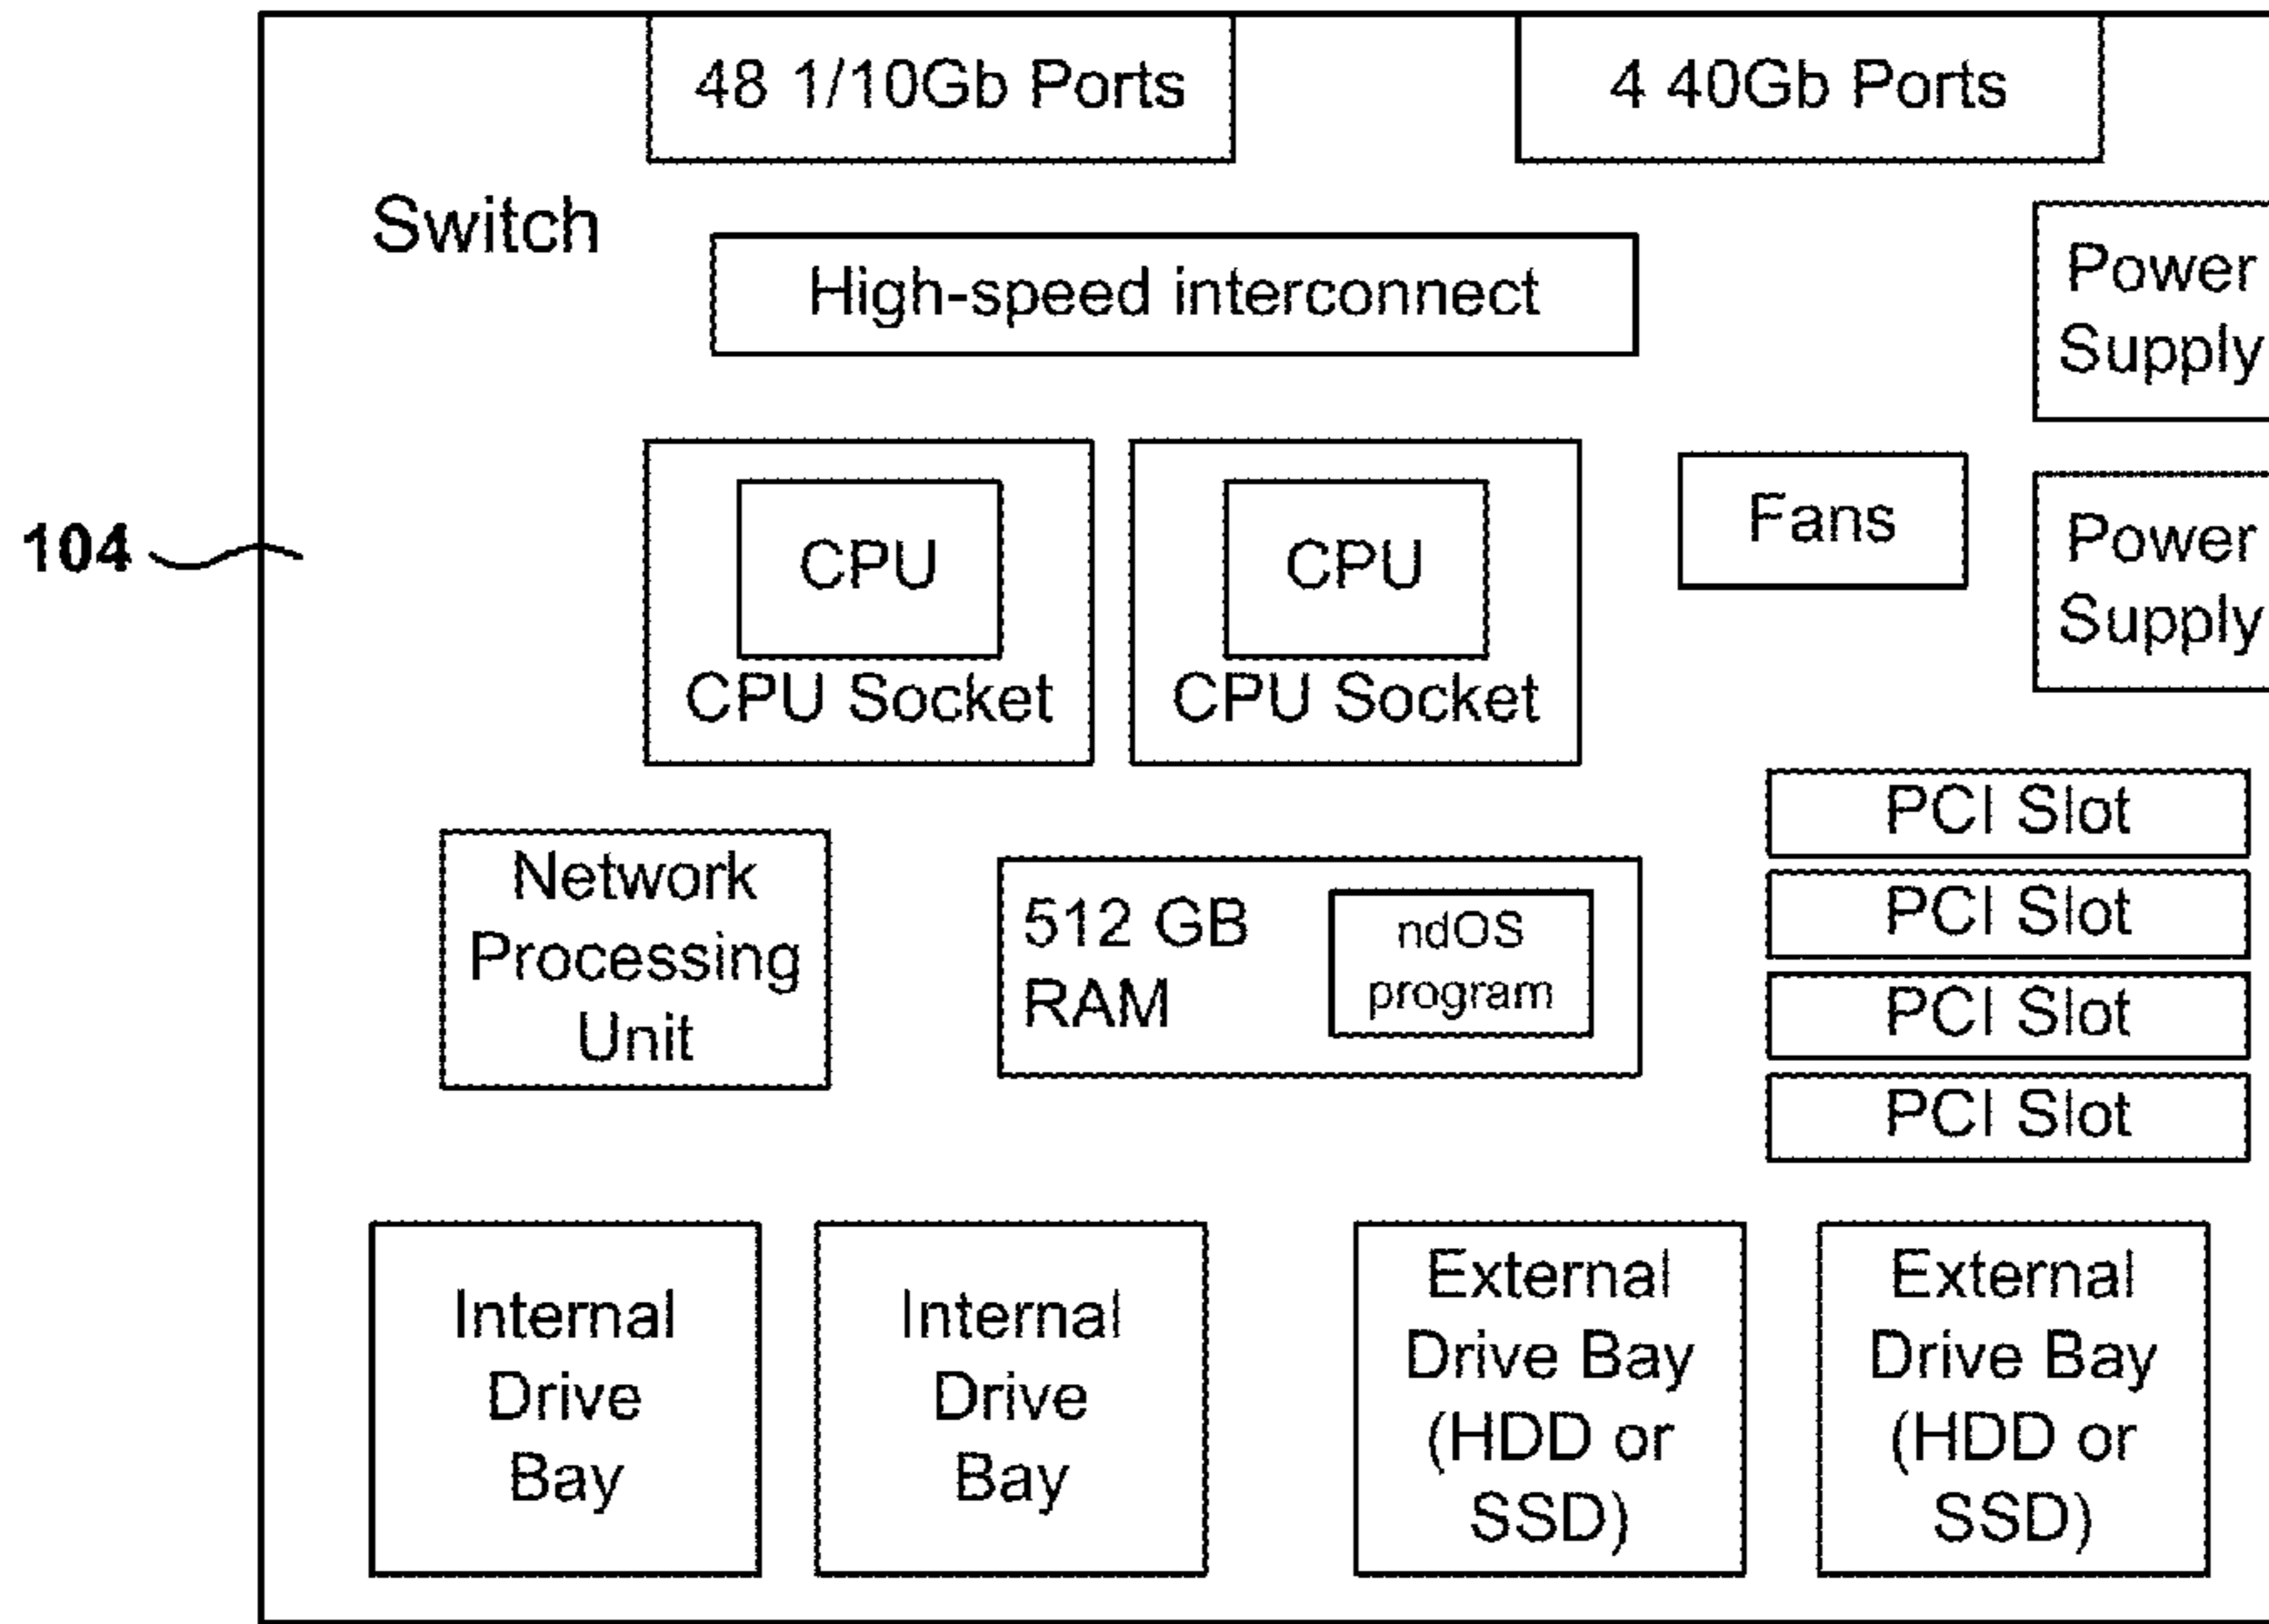 48 1/10Gb Ports
4 40Gb Ports
Switch
High-speed interconnect
Power
Supply
CPU
CPU Socket
CPU
CPU Socket
Fans
Power
Supply
104
PCI Slot
PCI Slot
PCI Slot
PCI Slot
Network
Processing
Unit
512 GB
RAM
ndOS
program
Internal
Drive
Bay
Internal
Drive
Bay
External
Drive Bay
(HDD or
SSD)
External
Drive Bay
(HDD or
SSD)